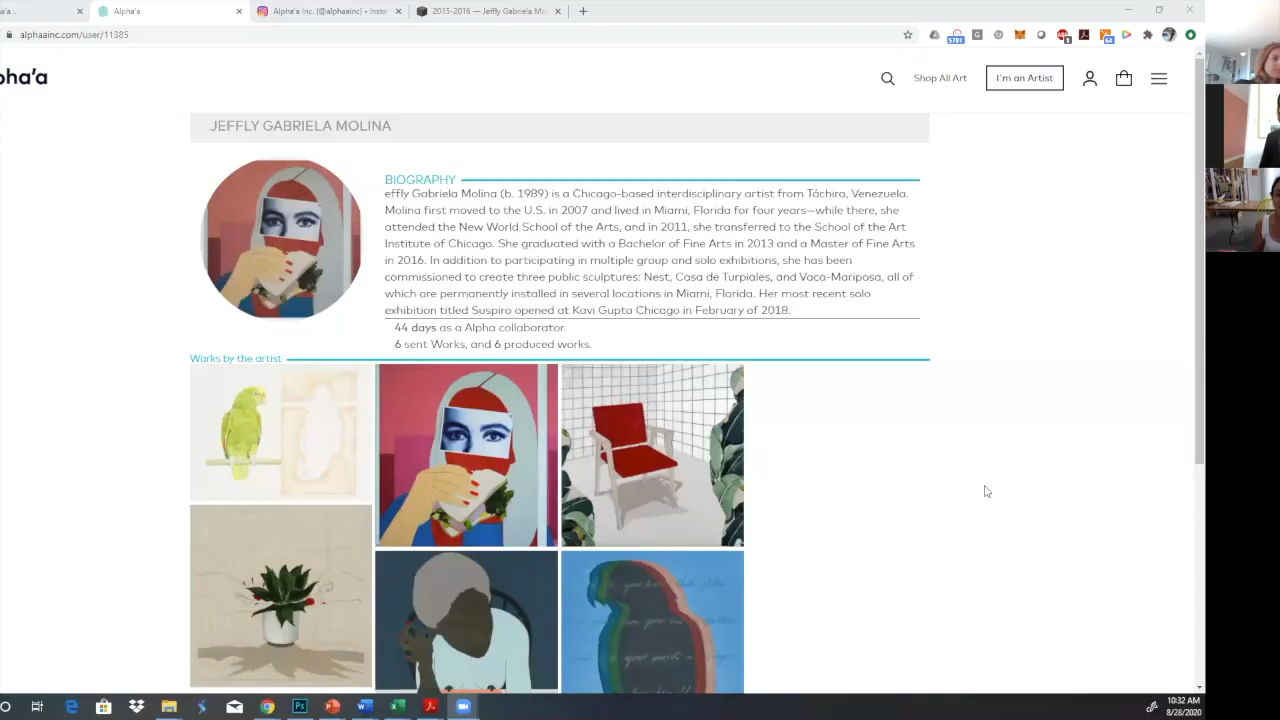 Alpha'a
Alpha'a Inc. (@alphaainc) • Inst
2015-2016 — Jeffly Gabriela Mo
alphaainc.com/user/11385
5781
1
64
pha'a
Shop All Art
I'm an Artist
JEFFLY GABRIELA MOLINA
BIOGRAPHY
effly Gabriela Molina (b. 1989) is a Chicago-based interdisciplinary artist from Táchira, Venezuela.
Molina first moved to the U.S. in 2007 and lived in Miami, Florida for four years—while there, she
attended the New World School of the Arts, and in 2011, she transferred to the School of the Art
Institute of Chicago. She graduated with a Bachelor of Fine Arts in 2013 and a Master of Fine Arts
in 2016. In addition to participating in multiple group and solo exhibitions, she has been
commissioned to create three public sculptures: Nest, Casa de Turpiales, and Vaca-Mariposa, all of
which are permanently installed in several locations in Miami, Florida. Her most recent solo
exhibition titled Suspiro opened at Kavi Gupta Chicago in February of 2018.
44 days as a Alpha collaborator.
6 sent Works, and 6 produced works.
Works by the artist
10:32 AM
8/28/2020